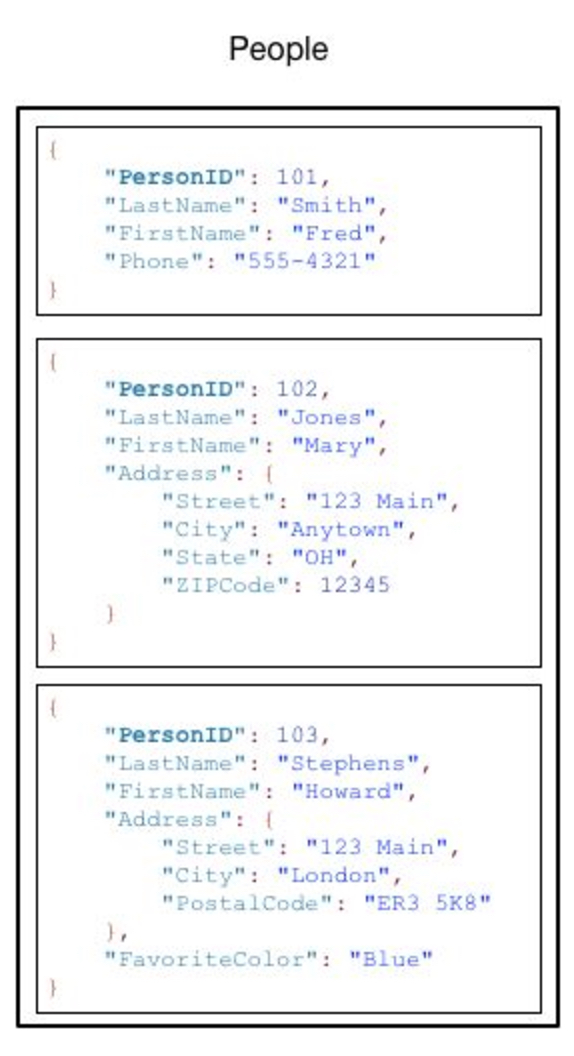 People
{
"PersonID": 101,
"LastName": "Smith",
"FirstName": "Fred",
"Phone": "555-4321"
}
{
"PersonID": 102,
"LastName": "Jones",
"FirstName": "Mary",
"Address": {
"Street": "123 Main",
"City": "Anytown",
"State": "OH",
"ZIPCode": 12345
}
}
{
"PersonID": 103,
"LastName": "Stephens",
"FirstName": "Howard",
"Address": {
"Street": "123 Main",
"City": "London",
"PostalCode": "ER3 5K8"
},
"FavoriteColor": "Blue"
}